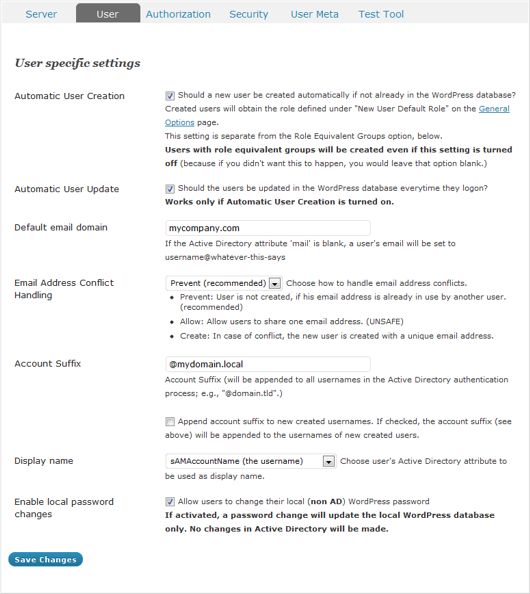 Server User Authorization Security User Meta Test Tool
User specific settings
Automatic User Creation
Should a new user be created automatically if not already in the WordPress database?
Created users will obtain the role defined under "New User Default Role" on the General
Options page.
This setting is separate from the Role Equivalent Groups option, below.
Users with role equivalent groups will be created even if this setting is turned
off (because if you didn't want this to happen, you would leave that option blank.)
Automatic User Update
Should the users be updated in the WordPress database everytime they logon?
Works only if Automatic User Creation is turned on.
Default email domain
mycompany.com
If the Active Directory attribute 'mail' is blank, a user's email will be set to
username@whatever-this-says
Email Address Conflict
Handling
Prevent (recommended) Choose how to handle email address conflicts.
• Prevent: User is not created, if his email address is already in use by another user.
(recommended)
• Allow: Allow users to share one email address. (UNSAFE)
• Create: In case of conflict, the new user is created with a unique email address.
Account Suffix
@mydomain.local
Account Suffix (will be appended to all usernames in the Active Directory authentication
process; e.g., "@domain.tld".)
Append account suffix to new created usernames. If checked, the account suffix (see
above) will be appended to the usernames of new created users.
Display name
sAMAccountName (the username) Choose user's Active Directory attribute to
be used as display name.
Enable local password
changes
Allow users to change their local (non AD) WordPress password
If activated, a password change will update the local WordPress database
only. No changes in Active Directory will be made.
Save Changes